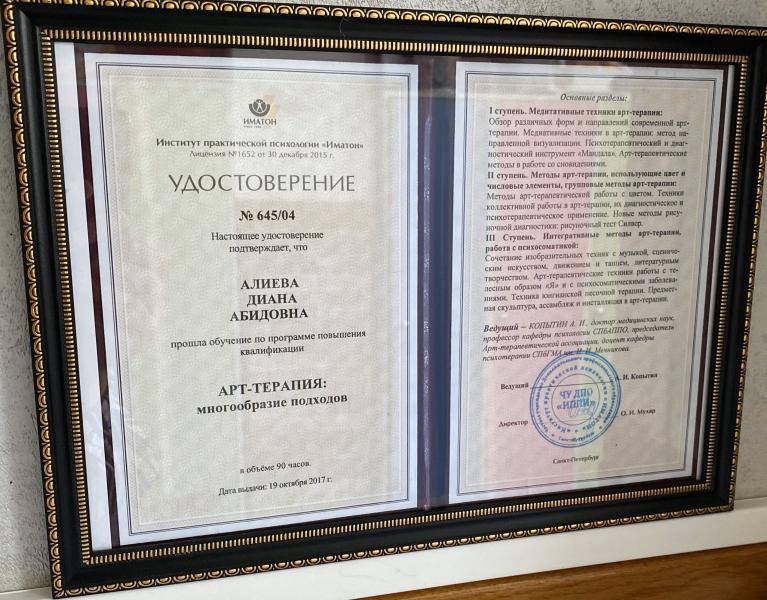 ИМАТОН
Институт практической психологии «Иматон»
Лицензия №1652 от 30 декабря 2015 г.
УДОСТОВЕРЕНИЕ
№ 645/04
Настоящее удостоверение
подтверждает, что
АЛИЕВА
ДИАНА
АБИДОВНА
прошла обучение по программе повышения
квалификации
АРТ-ТЕРАПИЯ:
многообразие подходов
в объёме 90 часов.
Дата выдачи: 19 октября 2017 г.
Основные разделы:
I ступень. Медитативные техники арт-терапии:
Обзор различных форм и направлений современной арт-
терапии. Медиативные техники в арт-терапии: метод на-
правленной визуализации. Психотерапевтический и диаг-
ностический инструмент «Мандала». Арт-терапевтические
методы в работе со сновидениями.
II ступень. Методы арт-терапии, использующие цвет и
числовые элементы, групповые методы арт-терапии:
Методы арт-терапевтической работы с цветом. Техники
коллективной работы в арт-терапии, их диагностическое и
психотерапевтическое применение. Новые методы рису-
ночной диагностики: рисуночный тест Силвер.
III Ступень. Интегративные методы арт-терапии,
работа с психосоматикой:
Сочетание изобразительных техник с музыкой, сцениче-
ским искусством, движением и танцем, литературным
творчеством. Арт-терапевтические техники работы с те-
лесным образом «Я» и с психосоматическими заболева-
ниями. Техника юнгианской песочной терапии. Предмет-
ная скульптура, ассамбляж и инсталляция в арт-терапии.
Ведущий – КОПЫТИН А. И., доктор медицинских наук,
профессор кафедры психологии СПбАППО, председатель
Арт-терапевтической ассоциации, доцент кафедры
психотерапии СПбГМА им. И. И. Мечникова.
Ведущий А. И. Копытин
ЧУ ДПО
«ИППИ»
Директор О. И. Муляр
Санкт-Петербург